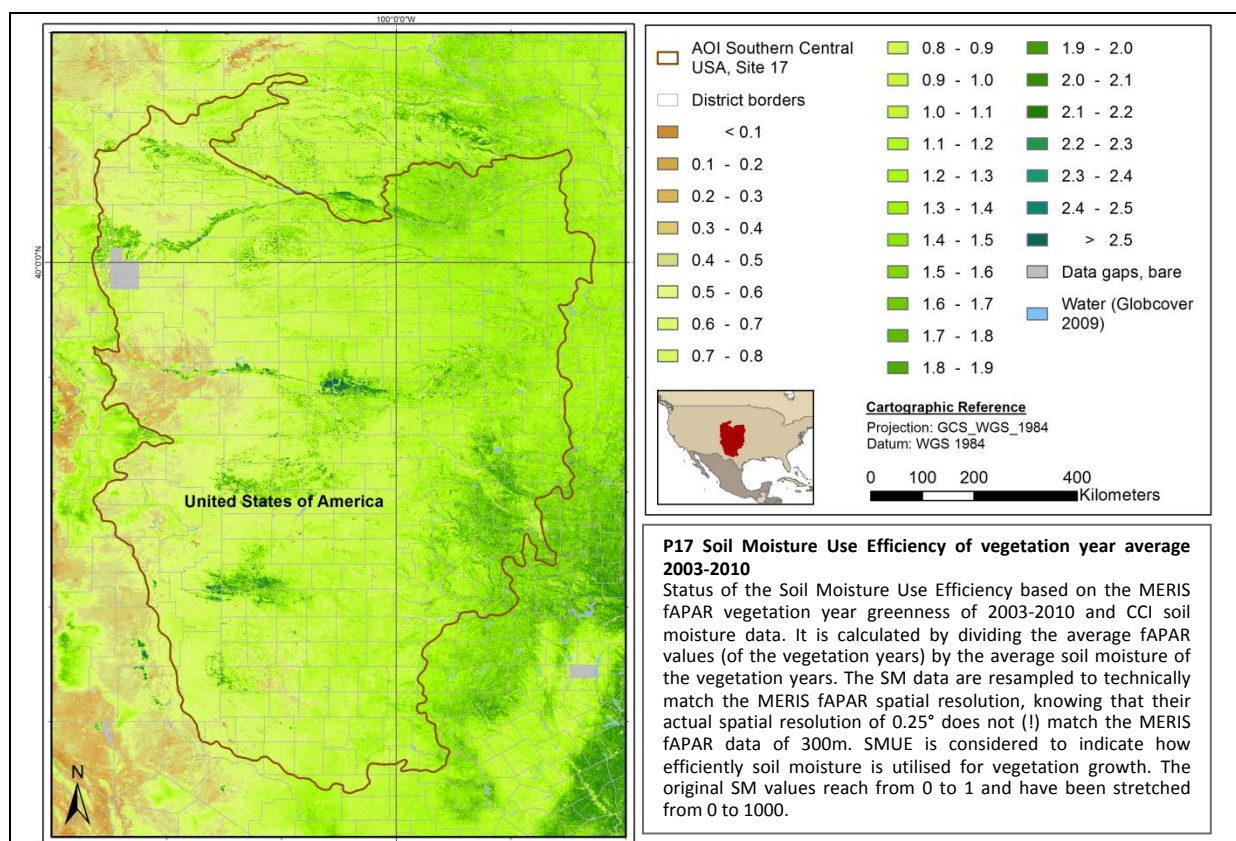 100°0'0"W
40°0'0"N
United States of America
N
AOI Southern Central
USA, Site 17
District borders
< 0.1
0.1 - 0.2
0.2 - 0.3
0.3 - 0.4
0.4 - 0.5
0.5 - 0.6
0.6 - 0.7
0.7 - 0.8
0.8 - 0.9
0.9 - 1.0
1.0 - 1.1
1.1 - 1.2
1.2 - 1.3
1.3 - 1.4
1.4 - 1.5
1.5 - 1.6
1.6 - 1.7
1.7 - 1.8
1.8 - 1.9
1.9 - 2.0
2.0 - 2.1
2.1 - 2.2
2.2 - 2.3
2.3 - 2.4
2.4 - 2.5
> 2.5
Data gaps, bare
Water (Globcover
2009)
Cartographic Reference
Projection: GCS_WGS_1984
Datum: WGS 1984
0 100 200 400
Kilometers
P17 Soil Moisture Use Efficiency of vegetation year average
2003-2010
Status of the Soil Moisture Use Efficiency based on the MERIS
fAPAR vegetation year greenness of 2003-2010 and CCI soil
moisture data. It is calculated by dividing the average fAPAR
values (of the vegetation years) by the average soil moisture of
the vegetation years. The SM data are resampled to technically
match the MERIS fAPAR spatial resolution, knowing that their
actual spatial resolution of 0.25° does not (!) match the MERIS
fAPAR data of 300m. SMUE is considered to indicate how
efficiently soil moisture is utilised for vegetation growth. The
original SM values reach from 0 to 1 and have been stretched
from 0 to 1000.